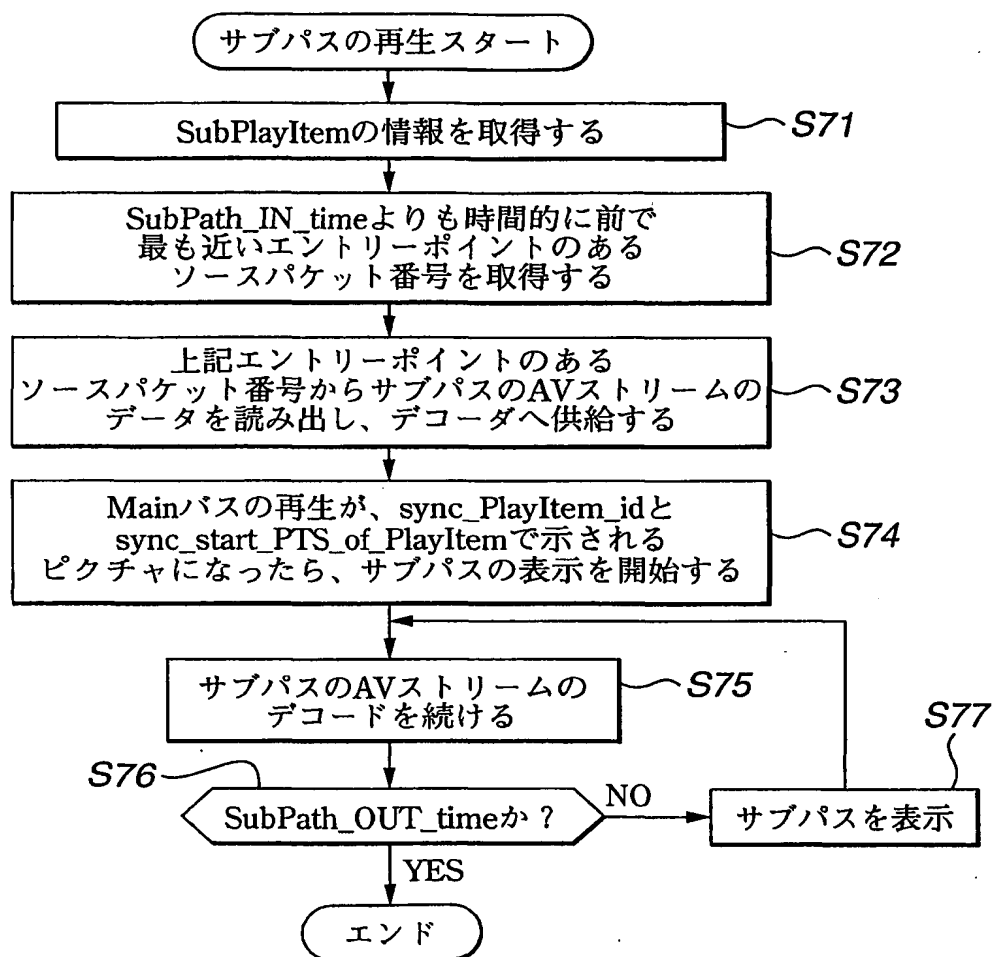 サブパスの再生スタート
SubPlayItemの情報を取得する
S71
SubPath_IN_timeよりも時間的に前で
最も近いエントリーポイントのある
ソースパケット番号を取得する
S72
上記エントリーポイントのある
ソースパケット番号からサブパスのAVストリームの
データを読み出し、デコーダへ供給する
S73
Mainパスの再生が、sync_PlayItem_idと
sync_start_PTS_of_PlayItemで示される
ピクチャになったら、サブパスの表示を開始する
S74
サブパスのAVストリームの
デコードを続ける
S75
S76
SubPath_OUT_timeか？
NO
サブパスを表示
S77
YES
エンド